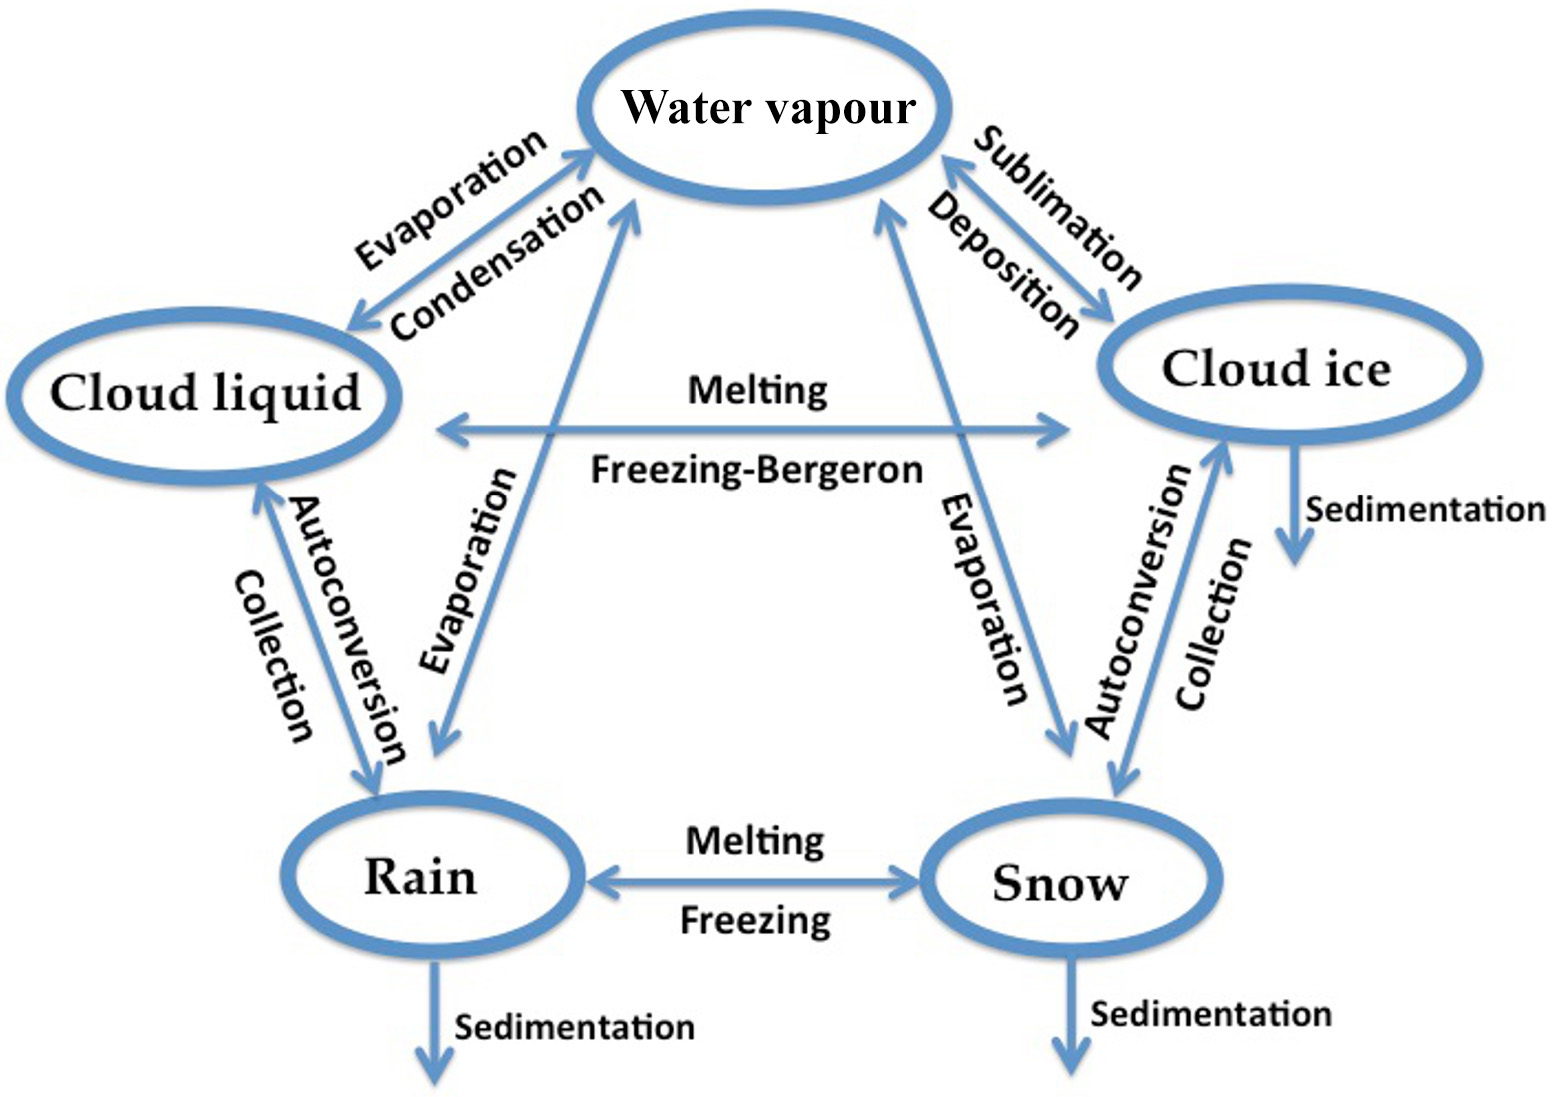 Water vapour
Evaporation
Condensation
Sublimation
Deposition
Cloud liquid
Cloud ice
Melting
Freezing-Bergeron
Autoconversion
Collection
Evaporation
Evaporation
Autoconversion
Collection
Sedimentation
Rain
Melting
Freezing
Snow
Sedimentation
Sedimentation